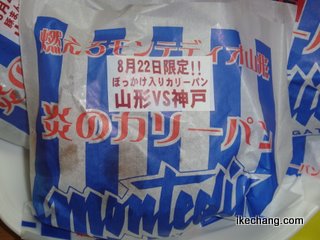 燃えろモンテディオ山形
8月22日限定!!
ぼっかけ入りカリーパン
山形VS神戸
炎のカリーパン
montedio
www.ikechang.com